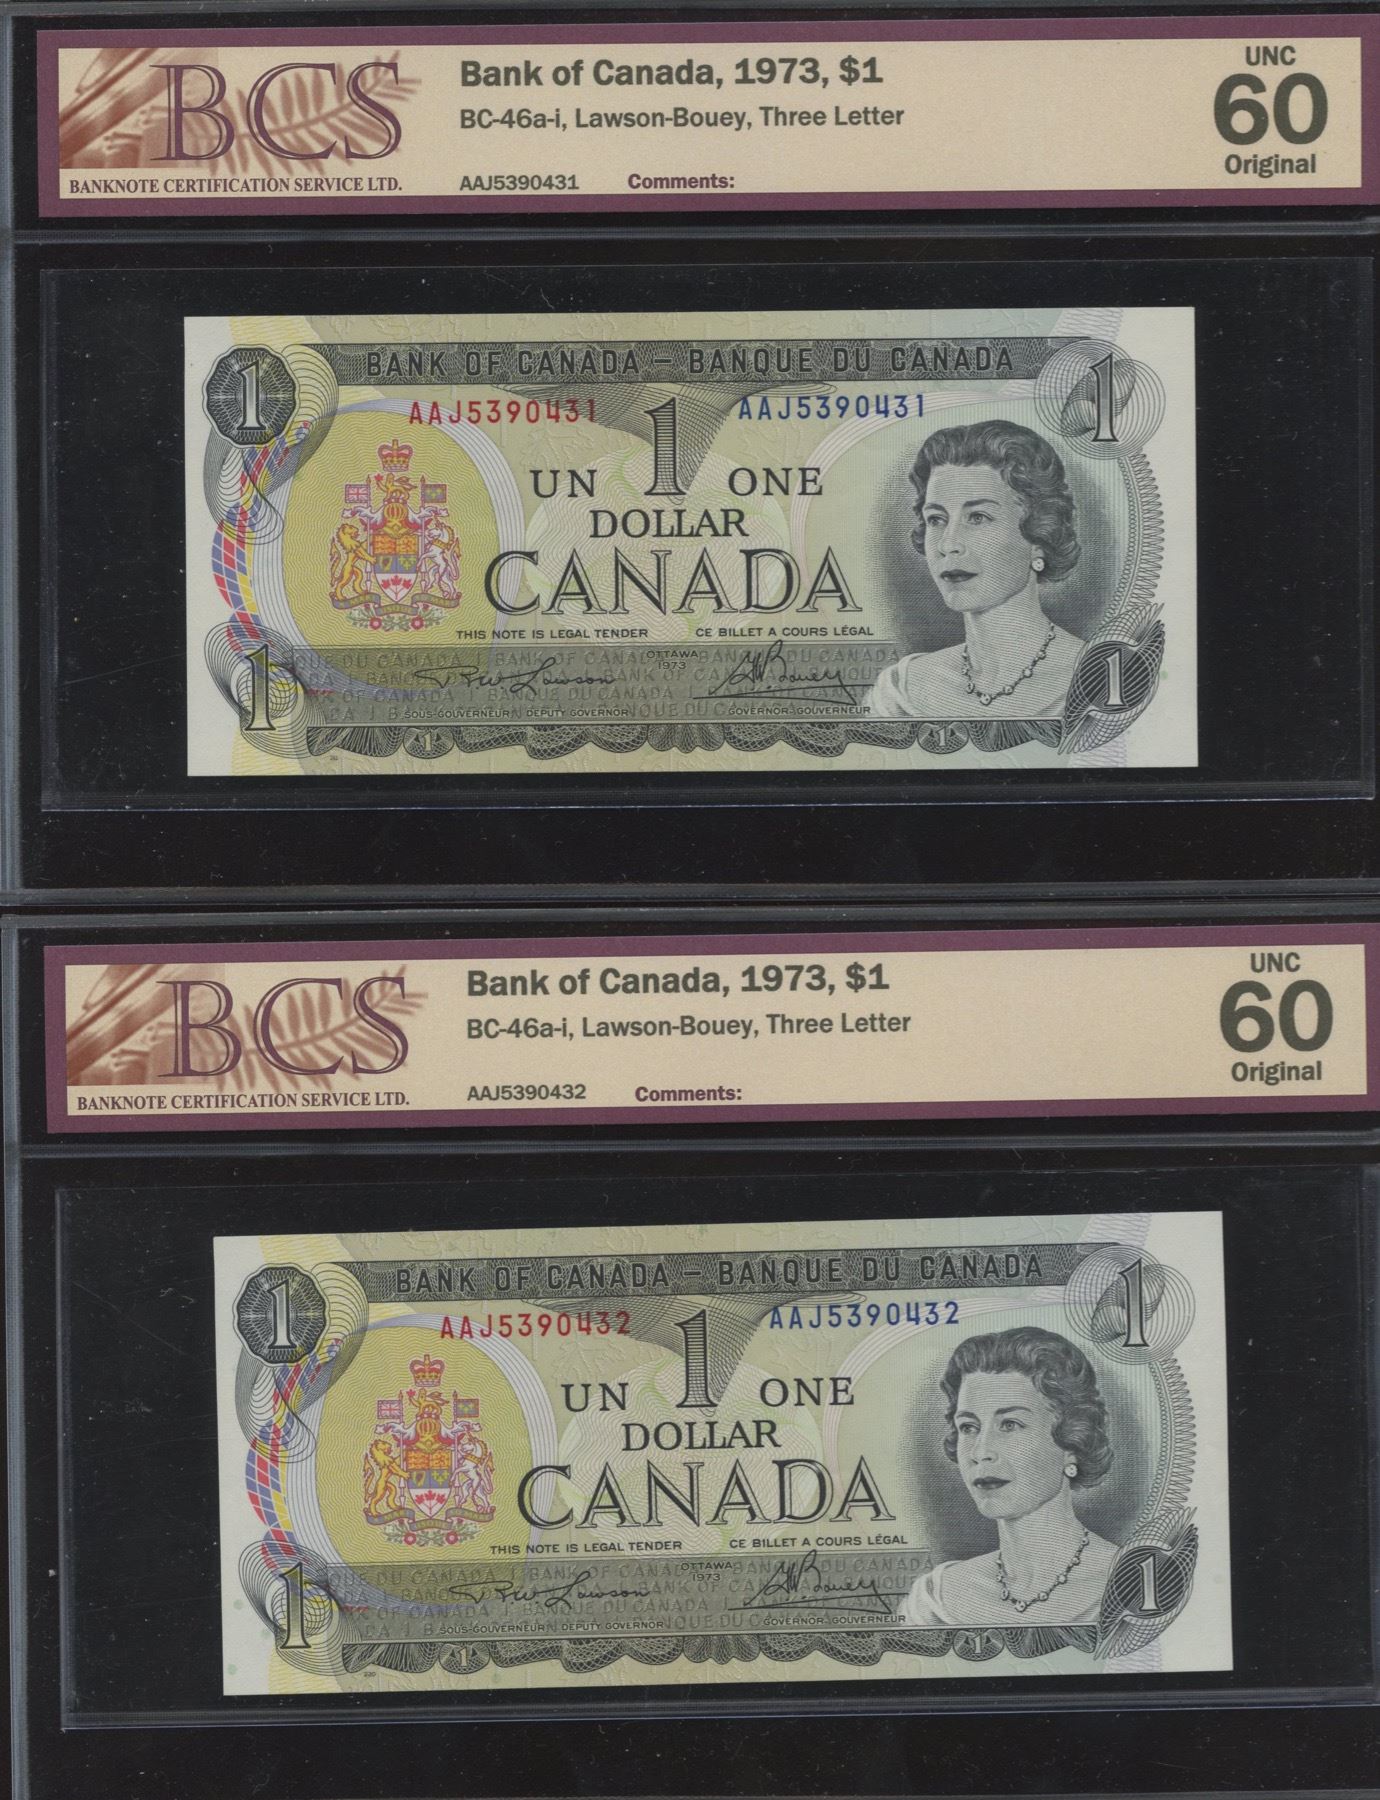 BCS
BANKNOTE CERTIFICATION SERVICE LTD.
Bank of Canada, 1973, $1
BC-46a-i, Lawson-Bouey, Three Letter
AAJ5390431 Comments:
UNC
60
Original
BANK OF CANADA – BANQUE DU CANADA
1 1
AAJ5390431 AAJ5390431
UN 1 ONE
DOLLAR
CANADA
THIS NOTE IS LEGAL TENDER CE BILLET A COURS LÉGAL
OTTAWA
1973
1 1
SOUS-GOUVERNEUR DEPUTY GOVERNOR GOVERNOR-GOUVERNEUR
1 1
BCS
BANKNOTE CERTIFICATION SERVICE LTD.
Bank of Canada, 1973, $1
BC-46a-i, Lawson-Bouey, Three Letter
AAJ5390432 Comments:
UNC
60
Original
BANK OF CANADA – BANQUE DU CANADA
1 1
AAJ5390432 AAJ5390432
UN 1 ONE
DOLLAR
CANADA
THIS NOTE IS LEGAL TENDER CE BILLET A COURS LÉGAL
OTTAWA
1973
1 1
SOUS-GOUVERNEUR DEPUTY GOVERNOR GOVERNOR-GOUVERNEUR
1 1